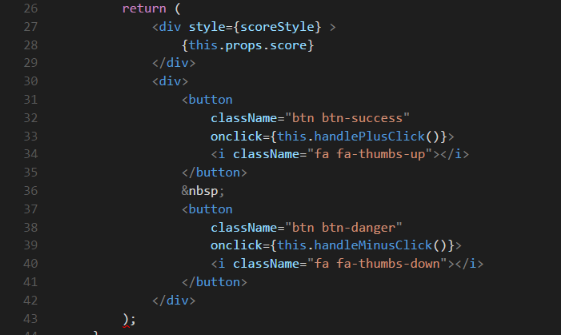 26 return (
27 <div style={scoreStyle} >
28 {this.props.score}
29 </div>
30 <div>
31 <button
32 className="btn btn-success"
33 onclick={this.handlePlusClick()}>
34 <i className="fa fa-thumbs-up"></i>
35 </button>
36 &nbsp;
37 <button
38 className="btn btn-danger"
39 onclick={this.handleMinusClick()}>
40 <i className="fa fa-thumbs-down"></i>
41 </button>
42 </div>
43 );